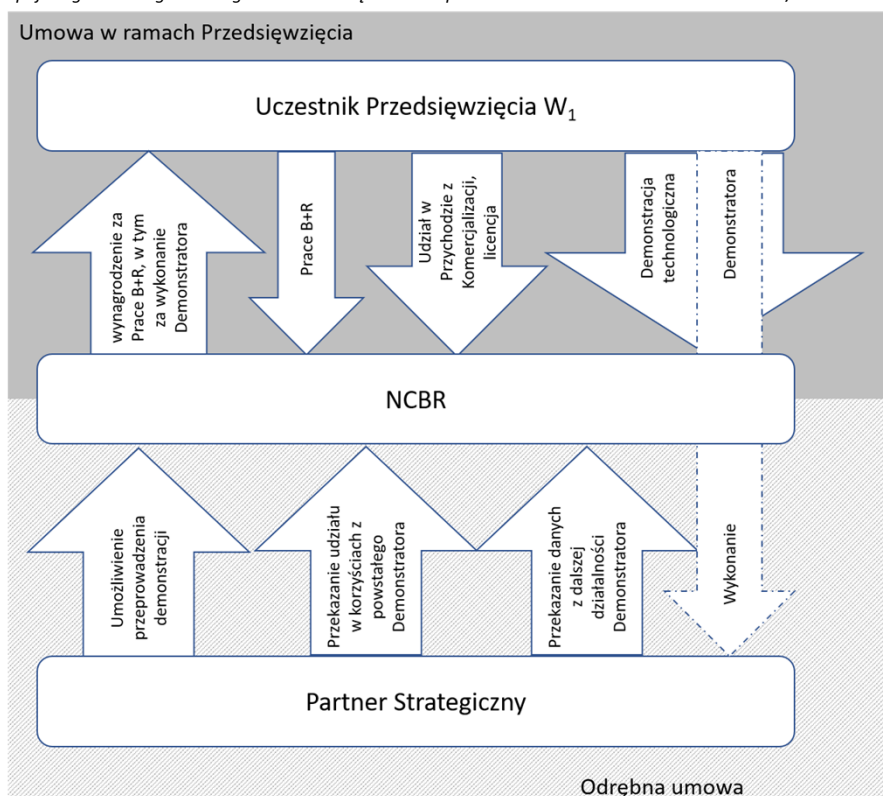 Umowa w ramach Przedsięwzięcia
Uczestnik Przedsięwzięcia W₁
wynagrodzenie za
Prace B+R, w tym
za wykonanie
Demonstratora
Prace B+R
Udział w
Przychodzie z
Komercjalizacji,
licencja
Demonstracja
technologiczna
Demonstratora
NCBR
Umożliwienie
przeprowadzenia
demonstracji
Przekazanie udziału
w korzyściach z
powstałego
Demonstratora
Przekazanie danych
z dalszej
działalności
Demonstratora
Wykonanie
Partner Strategiczny
Odrębna umowa